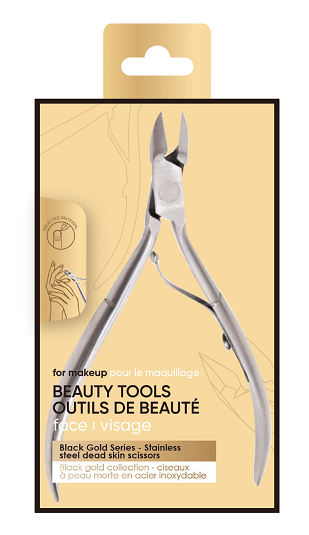 SELECTED MATERIAL
for makeup pour le maquillage
BEAUTY TOOLS
OUTILS DE BEAUTÉ
face | visage
Black Gold Series - Stainless
steel dead skin scissors
Black gold collection - ciseaux
à peau morte en acier inoxydable